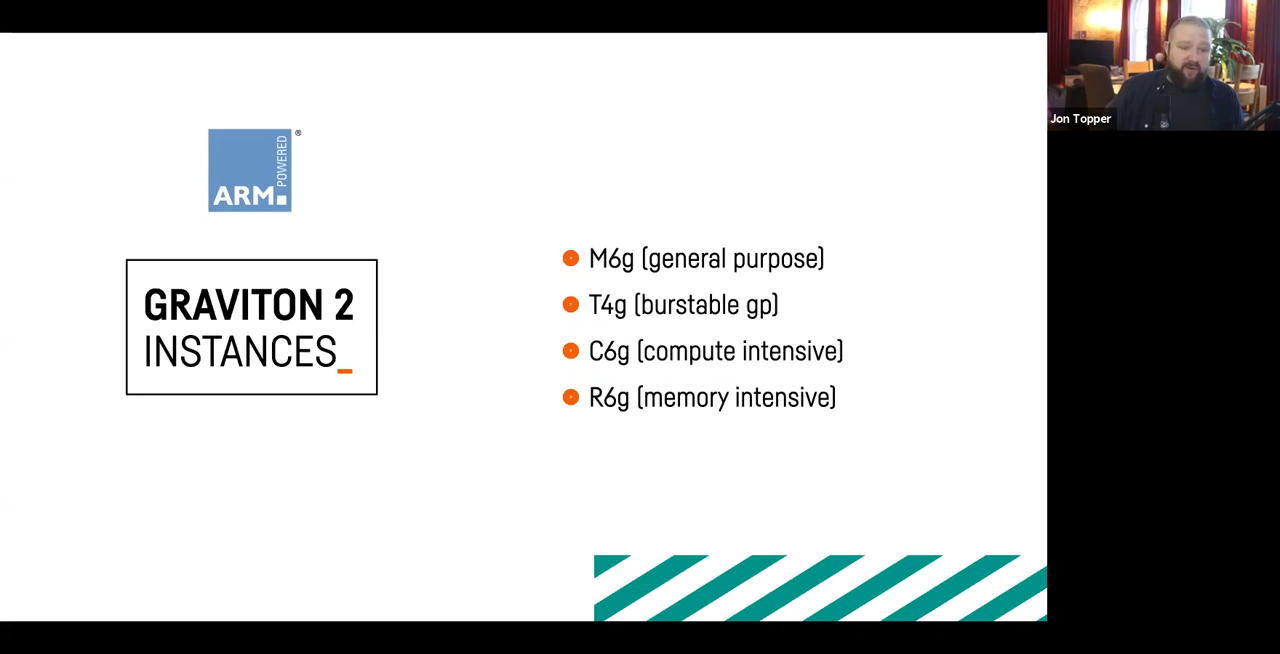 ARM POWERED ®
GRAVITON 2
INSTANCES_
M6g (general purpose)
T4g (burstable gp)
C6g (compute intensive)
R6g (memory intensive)
Jon Topper